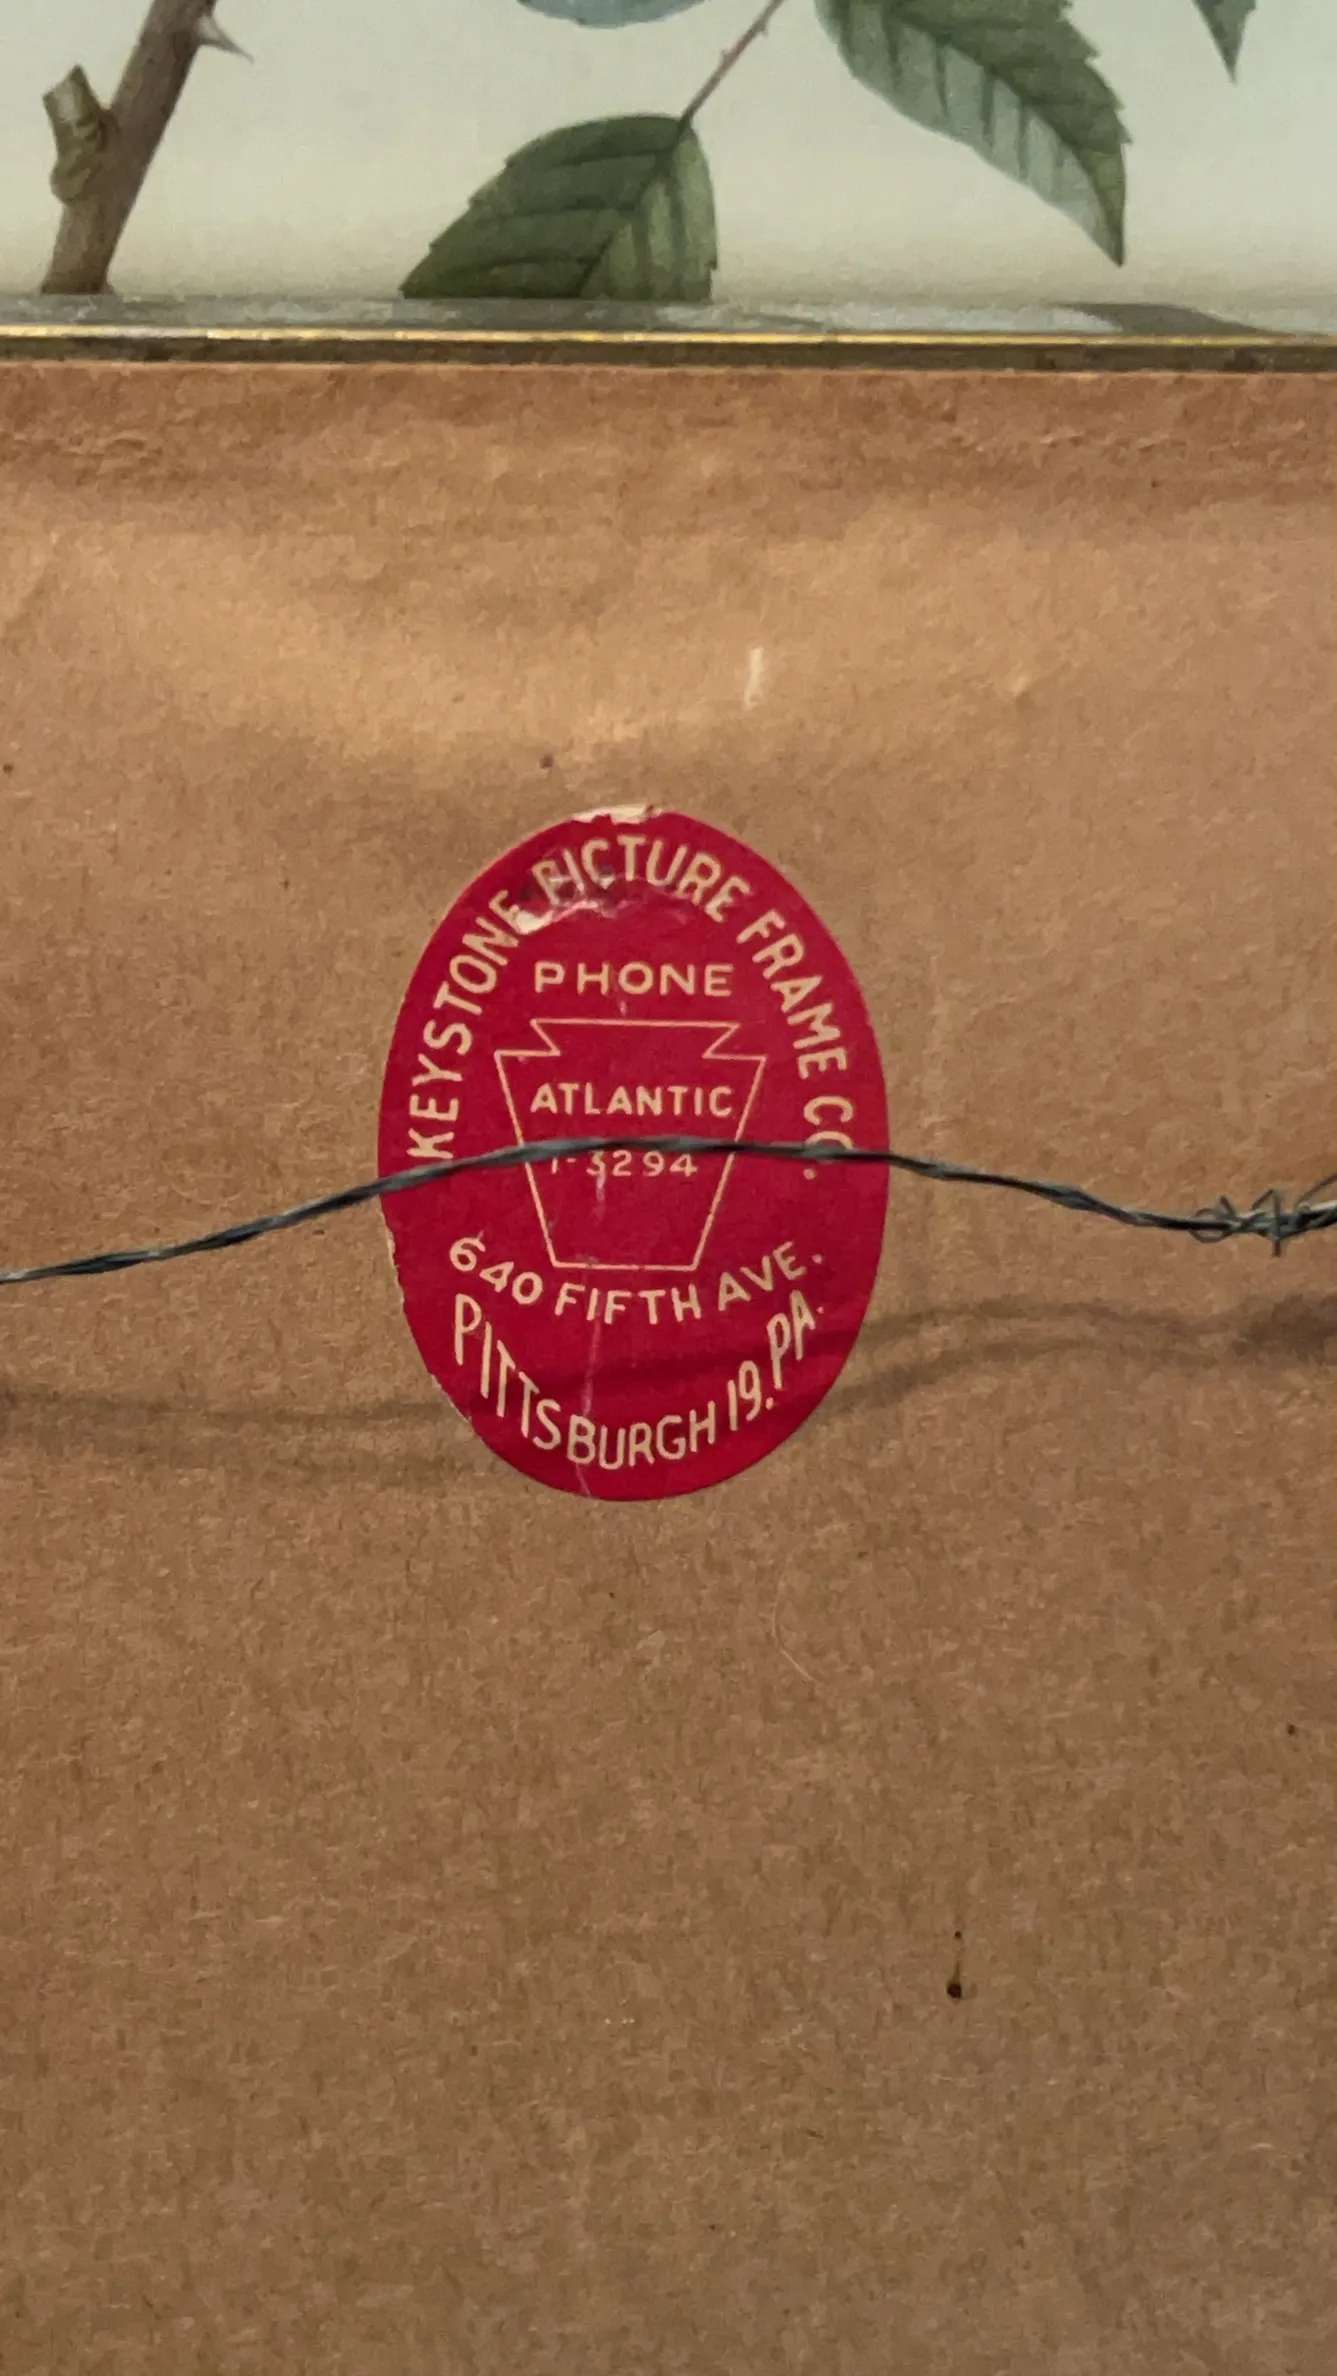 KEYSTONE PICTURE FRAME CO.
PHONE
ATLANTIC
1-3294
640 FIFTH AVE.
PITTSBURGH 19. PA.